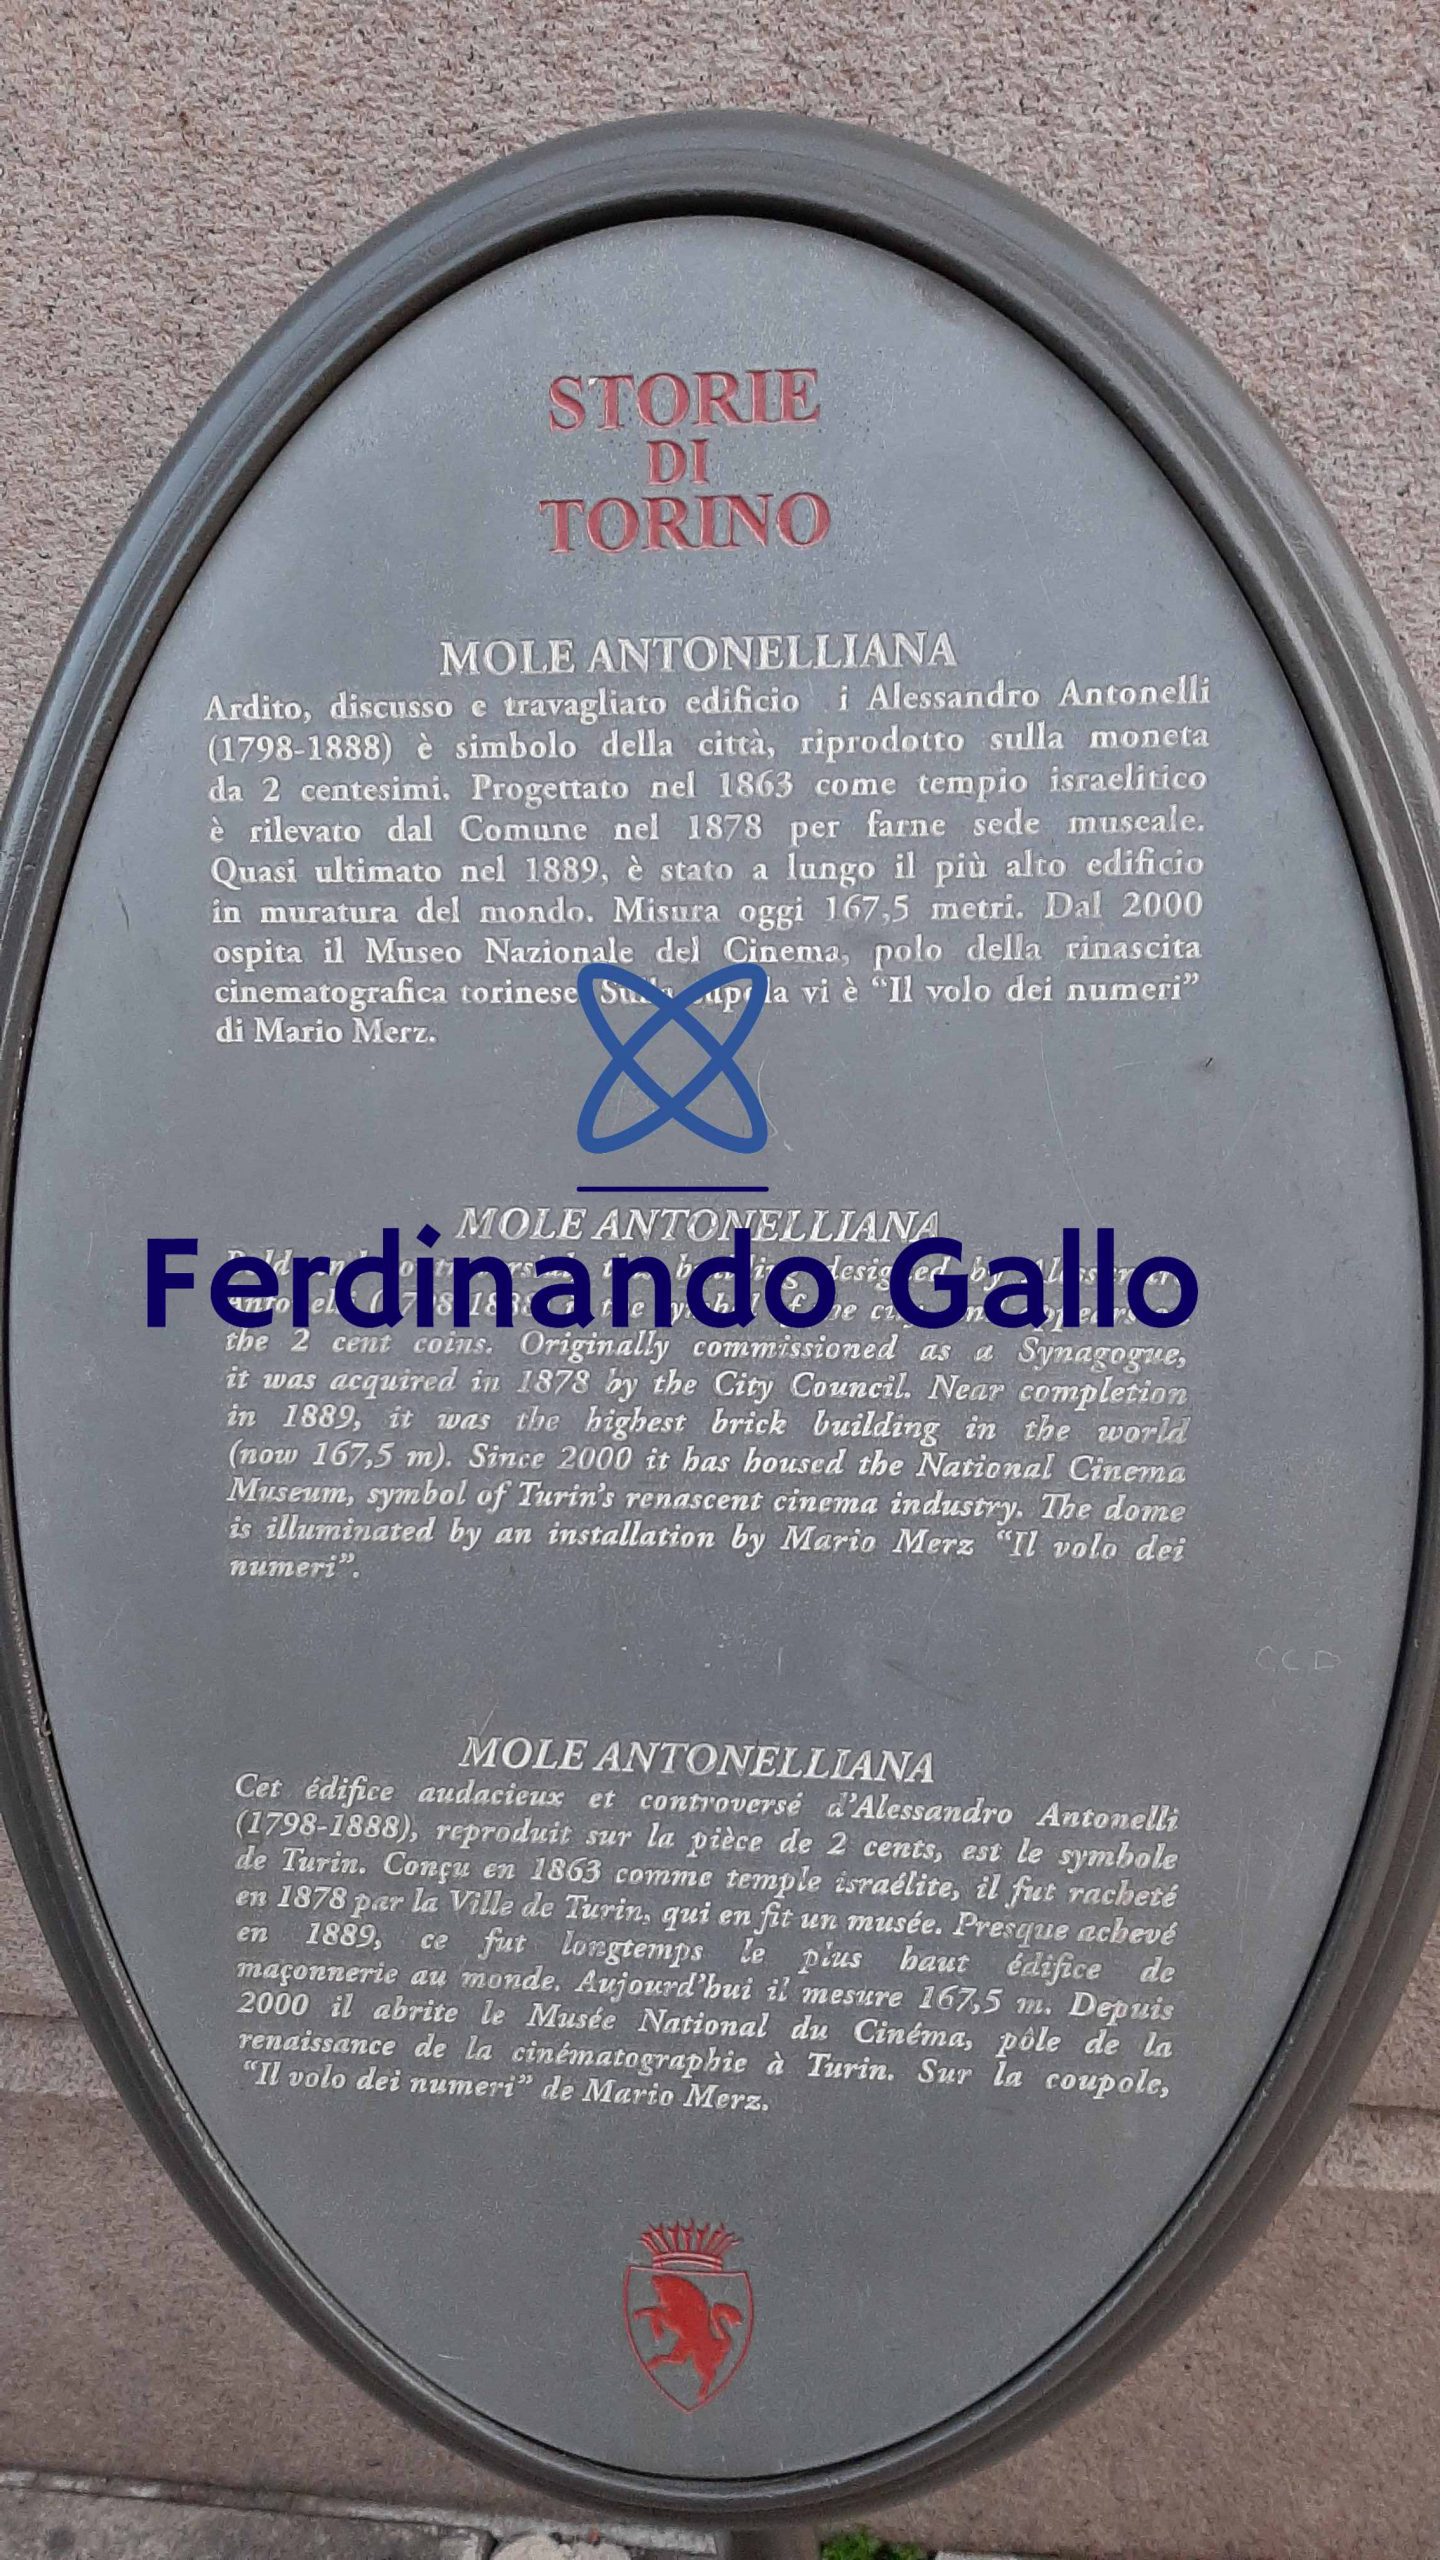 STORIE
DI
TORINO
MOLE ANTONELLIANA
Ardito, discusso e travagliato edificio i Alessandro Antonelli
(1798-1888) è simbolo della città, riprodotto sulla moneta
da 2 centesimi. Progettato nel 1863 come tempio israelitico
è rilevato dal Comune nel 1878 per farne sede museale.
Quasi ultimato nel 1889, è stato a lungo il più alto edificio
in muratura del mondo. Misura oggi 167,5 metri. Dal 2000
ospita il Museo Nazionale del Cinema, polo della rinascita
cinematografica torinese. Sulla cupola vi è “Il volo dei numeri”
di Mario Merz.
MOLE ANTONELLIANA
Ferdinando Gallo
building designed by
the 2 cent coins. Originally commissioned as a Synagogue,
it was acquired in 1878 by the City Council. Near completion
in 1889, it was the highest brick building in the world
(now 167,5 m). Since 2000 it has housed the National Cinema
Museum, symbol of Turin's renascent cinema industry. The dome
is illuminated by an installation by Mario Merz “Il volo dei
numeri”.
CCD
MOLE ANTONELLIANA
Cet édifice audacieux et controversé d'Alessandro Antonelli
(1798-1888), reproduit sur la pièce de 2 cents, est le symbole
de Turin. Conçu en 1863 comme temple israélite, il fut racheté
en 1878 par la Ville de Turin, qui en fit un musée. Presque achevé
en 1889, ce fut longtemps le plus haut édifice de
maçonnerie au monde. Aujourd'hui il mesure 167,5 m. Depuis
2000 il abrite le Musée National du Cinéma, pôle de la
renaissance de la cinématographie à Turin. Sur la coupole,
“Il volo dei numeri” de Mario Merz.